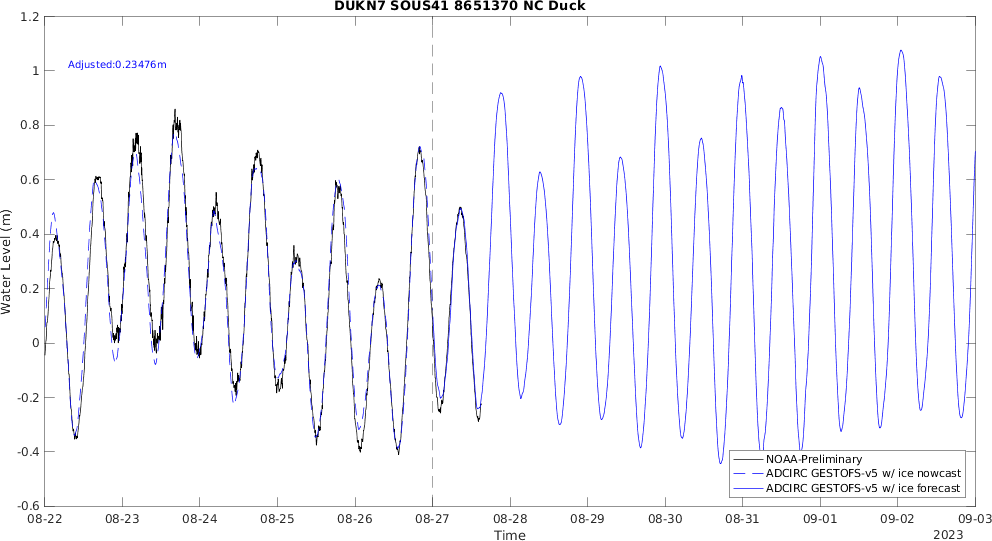 DUKN7 SOUS41 8651370 NC Duck
Adjusted:0.23476m
Water Level (m)
1.2
1
0.8
0.6
0.4
0.2
0
-0.2
-0.4
-0.6
NOAA-Preliminary
ADCIRC GESTOFS-v5 w/ ice nowcast
ADCIRC GESTOFS-v5 w/ ice forecast
08-22 08-23 08-24 08-25 08-26 08-27 08-28 08-29 08-30 08-31 09-01 09-02 09-03
Time
2023